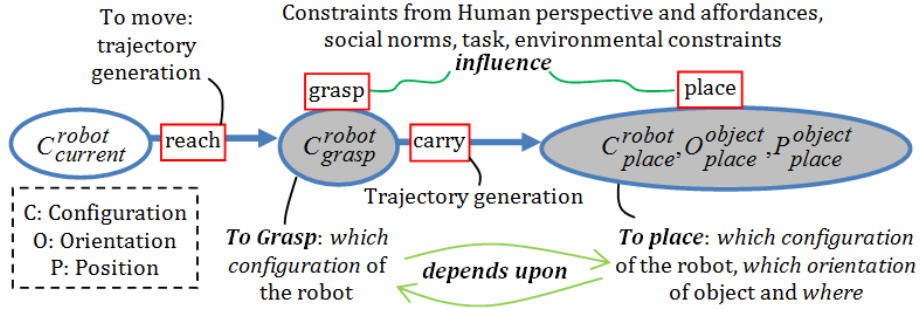 To move:
trajectory
generation
Constraints from Human perspective and affordances,
social norms, task, environmental constraints
influence
grasp
place
C^{robot}_{current}
reach
C^{robot}_{grasp}
carry
C^{robot}_{place}, O^{object}_{place}, P^{object}_{place}
Trajectory generation
C: Configuration
O: Orientation
P: Position
To Grasp: which
configuration of
the robot
depends upon
To place: which configuration
of the robot, which orientation
of object and where